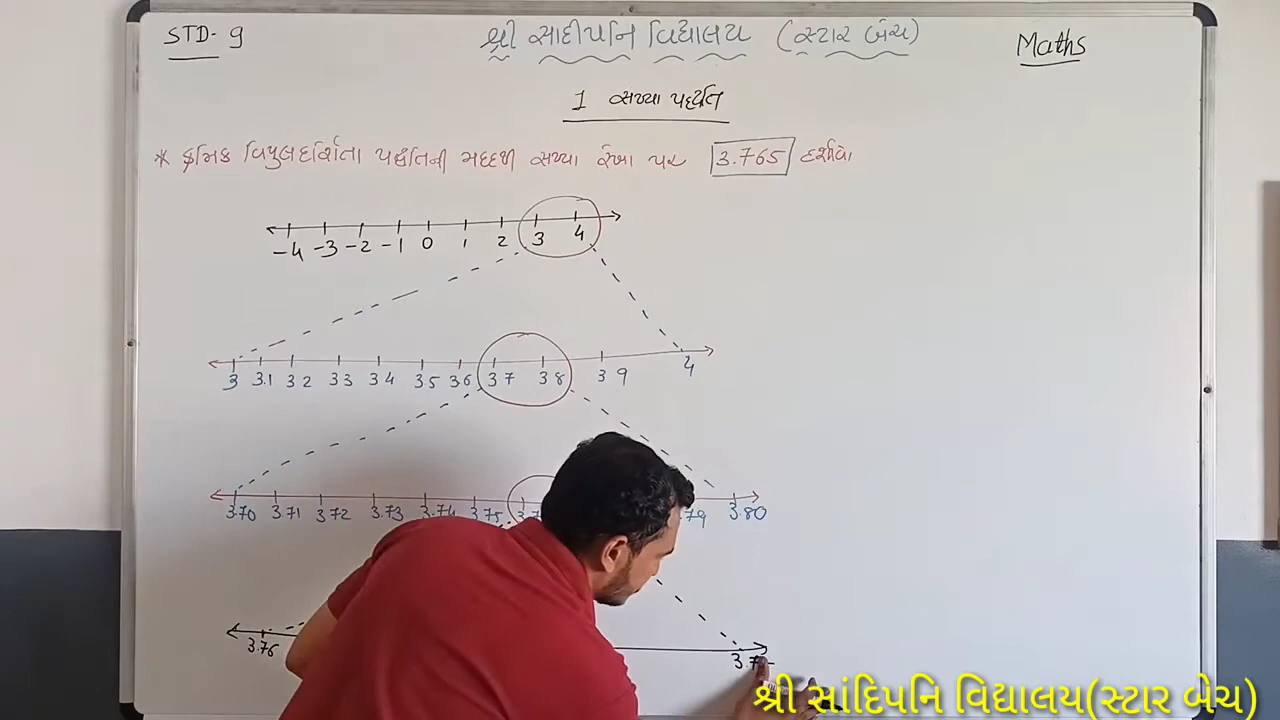 STD- 9
શ્રી સાદીપનિ વિદ્યાલય (સ્ટાર બેચ)
Maths
1 સખ્યા પદ્ધતિ
* ક્રમિક વિપુલદર્શિતા પદ્ધતિની મદદથી સખ્યા રેખા પર 3.765 દર્શાવો
-4 -3 -2 -1 0 1 2 3 4
3 3.1 3 2 3 3 3 4 3 5 3 6 3 7 3 8 3 9 4
3.70 3.71 3.72 3.73 3.74 3.75 3.80
3.76
શ્રી સાંદિપનિ વિદ્યાલય(સ્ટાર બેચ)